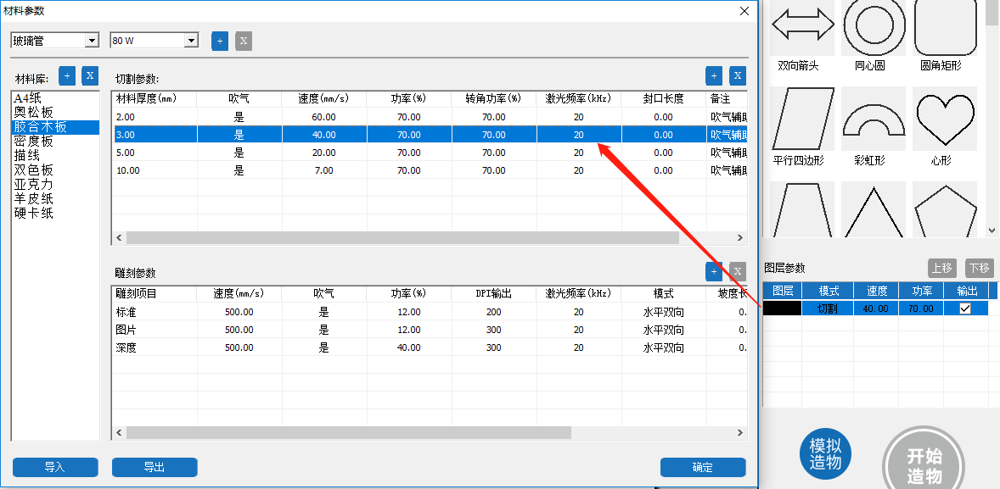 材料参数
玻璃管 80 W + X
材料库: + X
A4纸
奥松板
胶合木板
密度板
描线
双色板
亚克力
羊皮纸
硬卡纸
切割参数: + X
材料厚度(mm) 吹气 速度(mm/s) 功率(%) 转角功率(%) 激光频率(kHz) 封口长度 备注
2.00 是 60.00 70.00 70.00 20 0.00 吹气辅助
3.00 是 40.00 70.00 70.00 20 0.00 吹气辅助
5.00 是 20.00 70.00 70.00 20 0.00 吹气辅助
10.00 是 7.00 70.00 70.00 20 0.00 吹气辅助
雕刻参数 + X
雕刻项目 速度(mm/s) 吹气 功率(%) DPI输出 激光频率(kHz) 模式 坡度长
标准 500.00 是 12.00 200 20 水平双向 0.
图片 500.00 是 12.00 300 20 水平双向 0.
深度 500.00 是 40.00 300 20 水平双向 0.
导入 导出 确定
双向箭头 同心圆 圆角矩形
平行四边形 彩虹形 心形
图层参数 上移 下移
图层 模式 速度 功率 输出
切割 40.00 70.00
模拟
造物
开始
造物